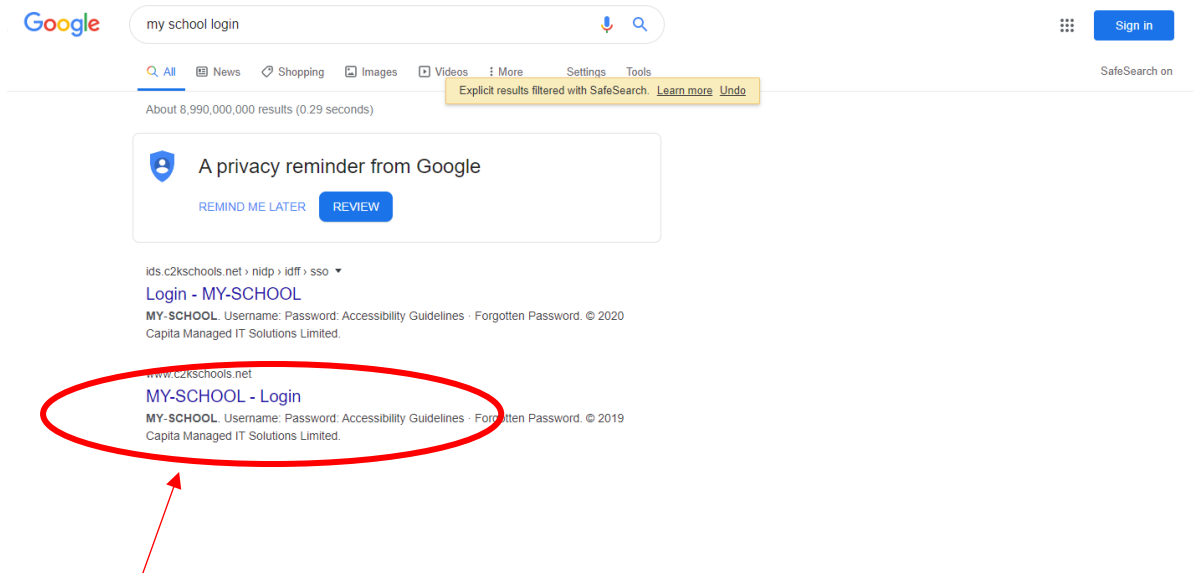 Google
my school login
Sign in
All News Shopping Images Videos More Settings Tools
SafeSearch on
Explicit results filtered with SafeSearch. Learn more Undo
About 8,990,000,000 results (0.29 seconds)
A privacy reminder from Google
REMIND ME LATER REVIEW
ids.c2kschools.net › nidp › idff › sso
Login - MY-SCHOOL
MY-SCHOOL. Username: Password: Accessibility Guidelines · Forgotten Password. © 2020
Capita Managed IT Solutions Limited.
www.c2kschools.net
MY-SCHOOL - Login
MY-SCHOOL. Username: Password: Accessibility Guidelines · Forgotten Password. © 2019
Capita Managed IT Solutions Limited.